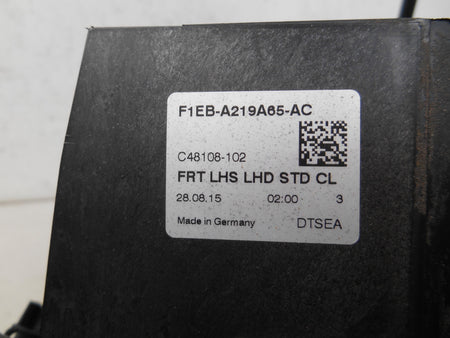 F1EB-A219A65-AC
C48108-102
FRT LHS LHD STD CL
28.08.15 02:00 3
Made in Germany DTSEA